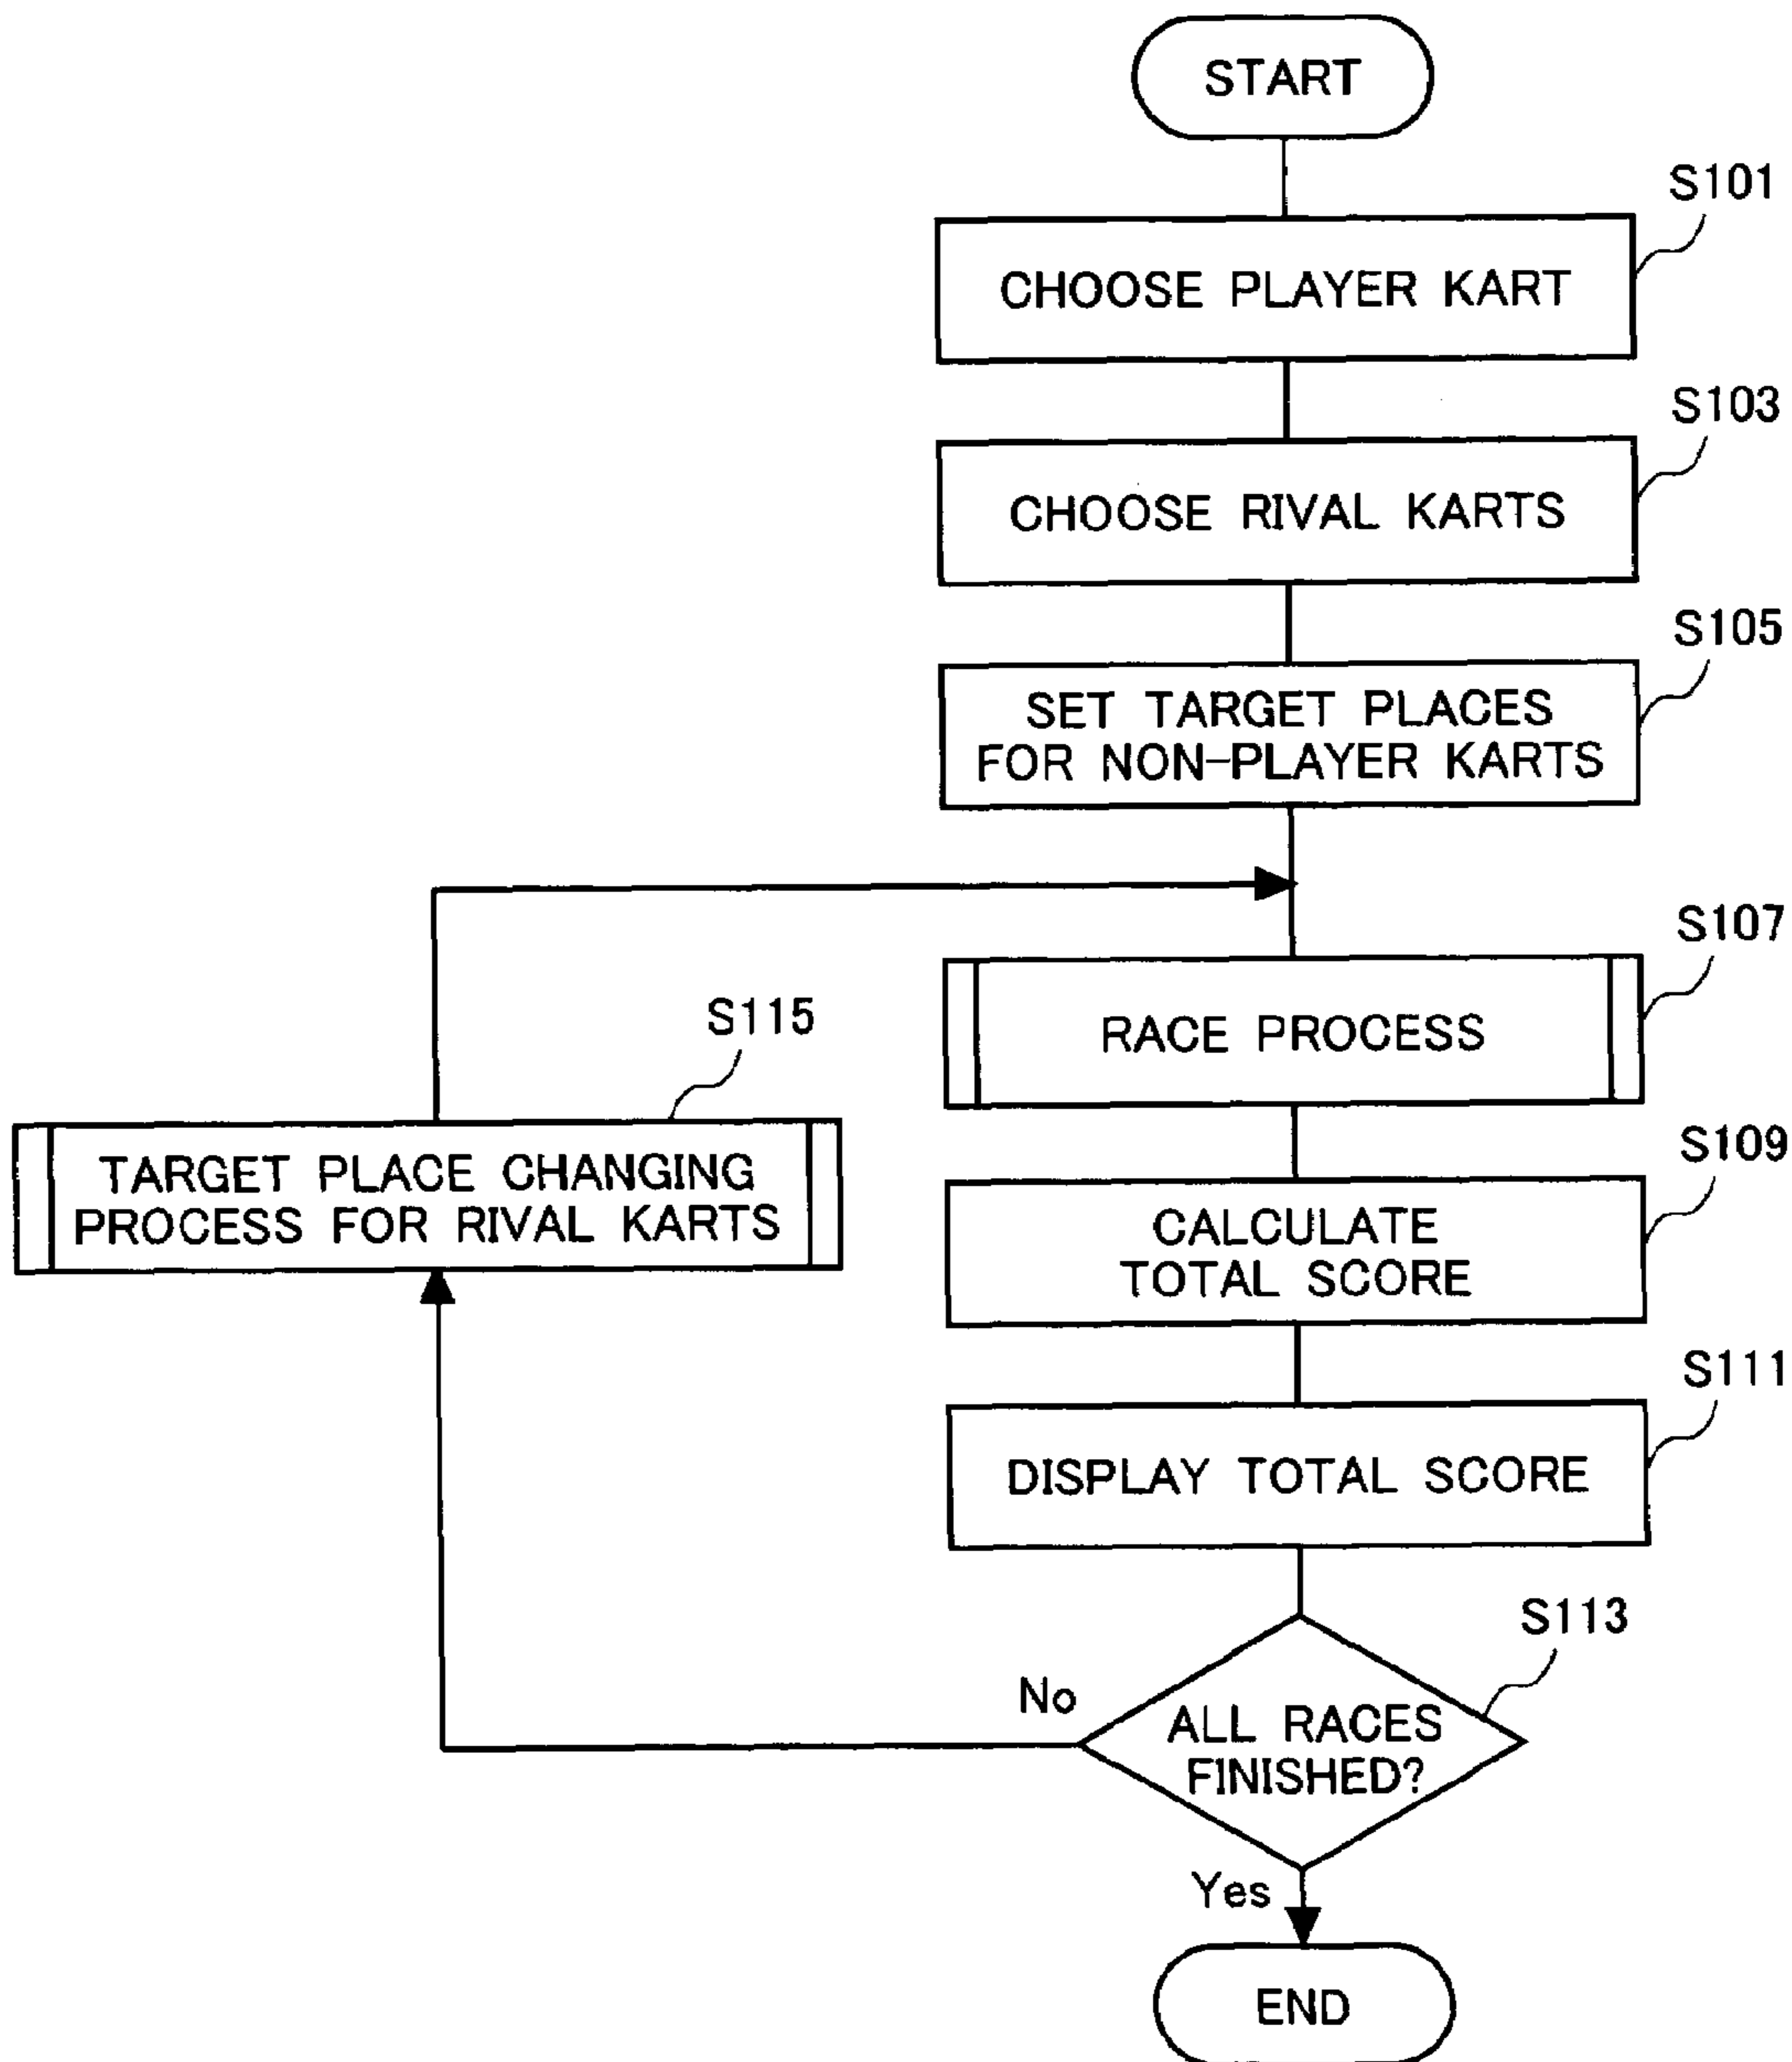 START
S101
CHOOSE PLAYER KART
S103
CHOOSE RIVAL KARTS
S105
SET TARGET PLACES
FOR NON-PLAYER KARTS
S107
RACE PROCESS
S115
TARGET PLACE CHANGING
PROCESS FOR RIVAL KARTS
S109
CALCULATE
TOTAL SCORE
S111
DISPLAY TOTAL SCORE
S113
No
ALL RACES
FINISHED?
Yes
END